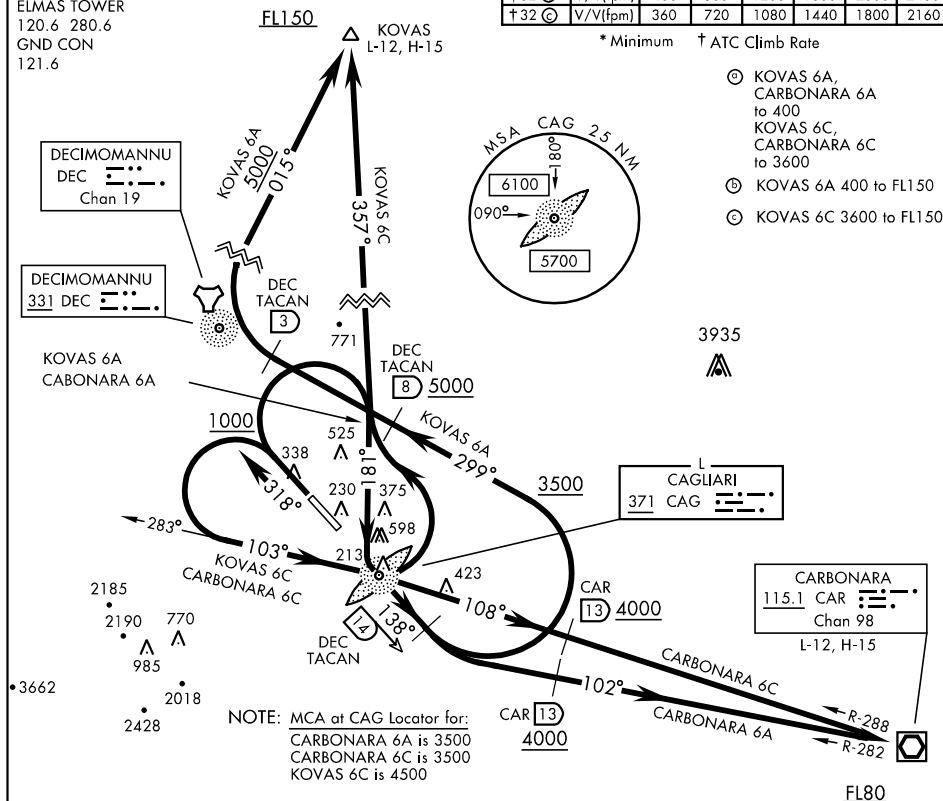 ELMAS TOWER
120.6 280.6
GND CON
121.6
FL150
KOVAS
L-12, H-15
†32 ⓒ V/V(fpm) 360 720 1080 1440 1800 2160
* Minimum † ATC Climb Rate
ⓐ KOVAS 6A,
CARBONARA 6A
to 400
KOVAS 6C,
CARBONARA 6C
to 3600
ⓑ KOVAS 6A 400 to FL150
ⓒ KOVAS 6C 3600 to FL150
MSA CAG 25 NM
180°
6100
090°
5700
KOVAS 6A
5000
015°
KOVAS 6C
357°
DECIMOMANNU
DEC
Chan 19
DECIMOMANNU
331 DEC
DEC
TACAN
3
771
3935
KOVAS 6A
CABONARA 6A
DEC
TACAN
8 5000
KOVAS 6A
299°
1000
525
338
318°
181°
230
375
598
213
3500
L
CAGLIARI
371 CAG
283°
103°
KOVAS 6C
CARBONARA 6C
423
108°
138°
14
DEC
TACAN
CAR
13 4000
CARBONARA
115.1 CAR
Chan 98
L-12, H-15
2185
2190
770
985
3662
2018
2428
CARBONARA 6C
102°
CARBONARA 6A
R-288
R-282
CAR 13
4000
NOTE: MCA at CAG Locator for:
CARBONARA 6A is 3500
CARBONARA 6C is 3500
KOVAS 6C is 4500
FL80